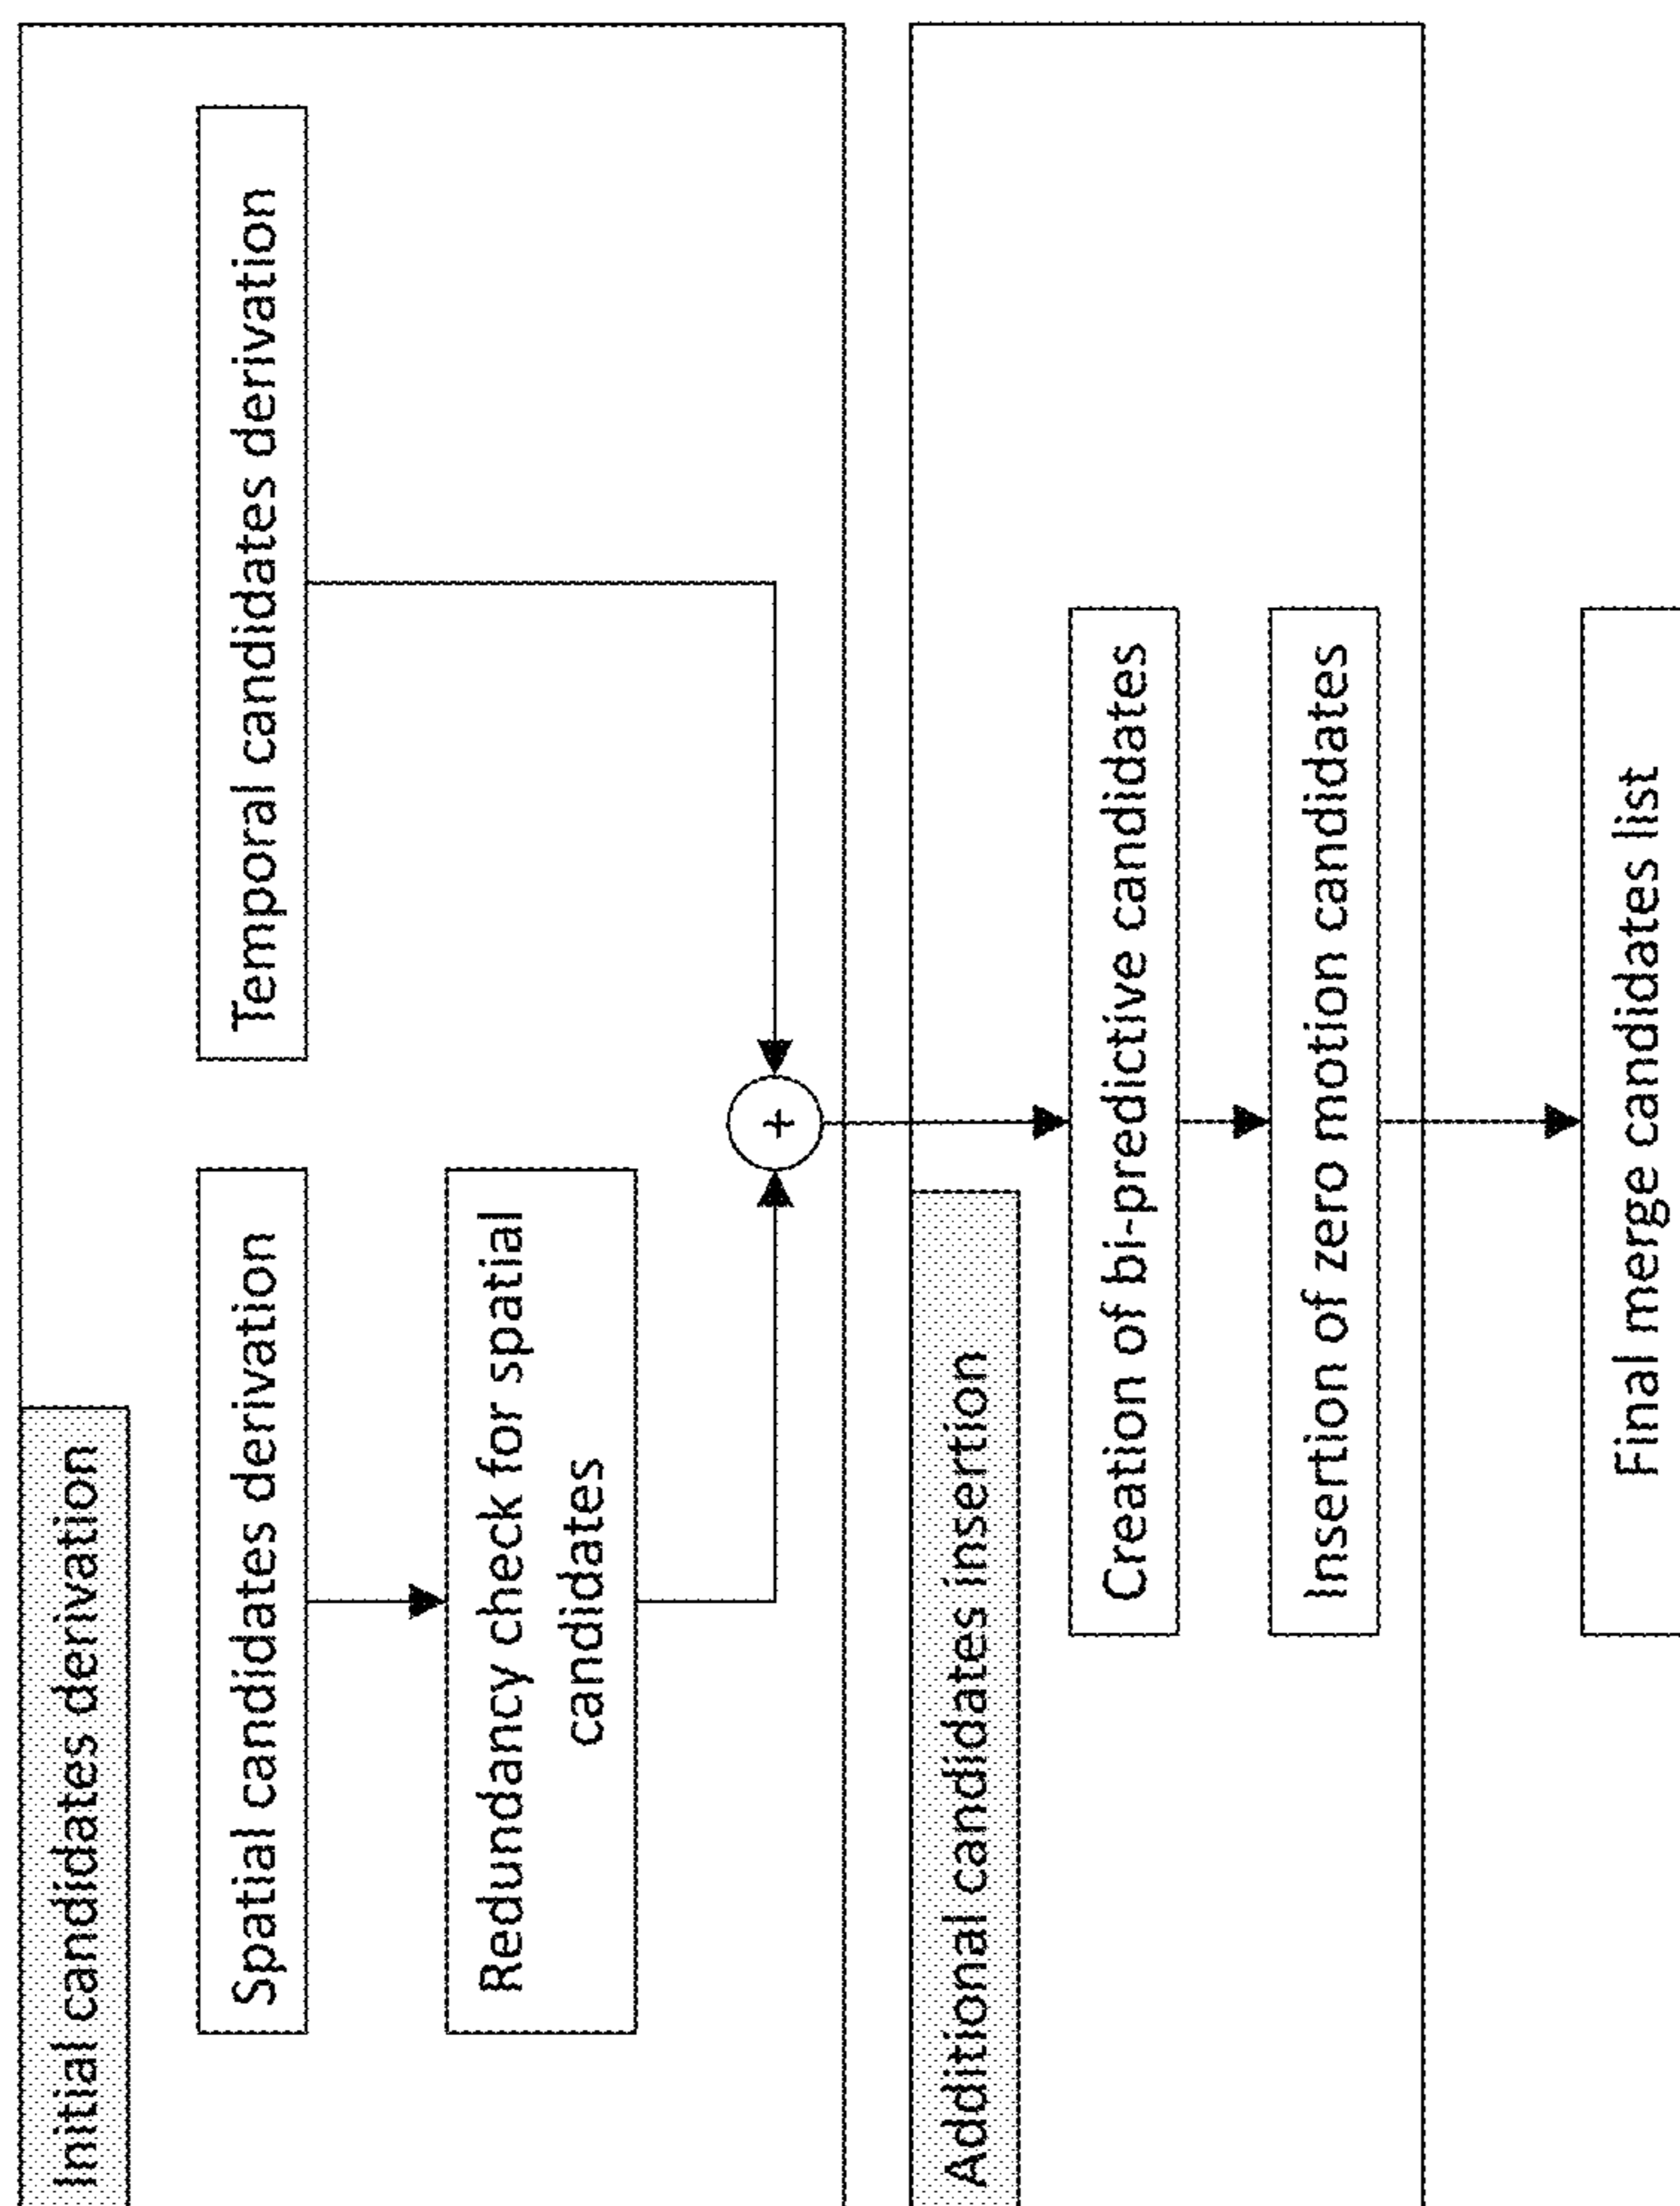 Initial candidates derivation
Spatial candidates derivation
Temporal candidates derivation
Redundancy check for spatial
candidates
+
Additional candidates insertion
Creation of bi-predictive candidates
Insertion of zero motion candidates
Final merge candidates list